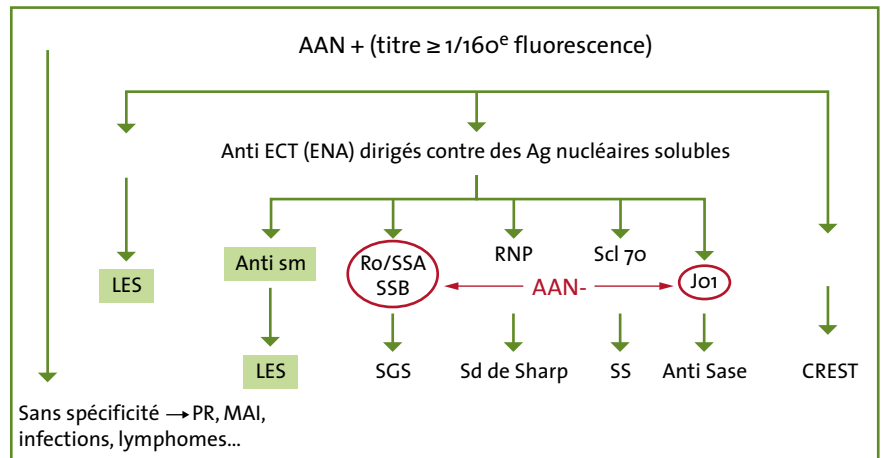 AAN + (titre ≥ 1/160e fluorescence)
Anti ECT (ENA) dirigés contre des Ag nucléaires solubles
LES
Anti sm
Ro/SSA
SSB
RNP
Scl 70
AAN-
Jo1
LES
SGS
Sd de Sharp
SS
Anti Sase
CREST
Sans spécificité → PR, MAI,
infections, lymphomes...